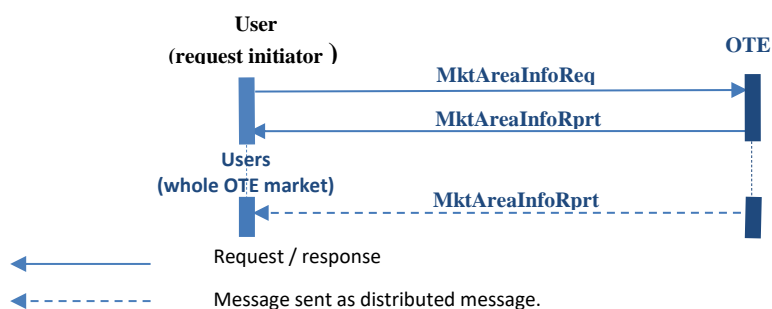 User
(request initiator )
OTE
MktAreaInfoReq
MktAreaInfoRprt
Users
(whole OTE market)
MktAreaInfoRprt
Request / response
Message sent as distributed message.